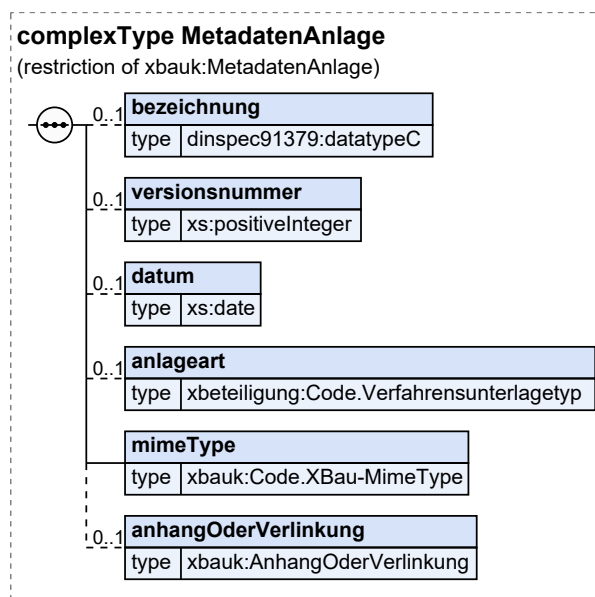 complexType MetadatenAnlage
(restriction of xbauk:MetadatenAnlage)
0..1 bezeichnung
type dinspec91379:datatypeC
0..1 versionsnummer
type xs:positiveInteger
0..1 datum
type xs:date
0..1 anlageart
type xbeteiligung:Code.Verfahrensunterlagetyp
mimeType
type xbauk:Code.XBau-MimeType
0..1 anhangOderVerlinkung
type xbauk:AnhangOderVerlinkung